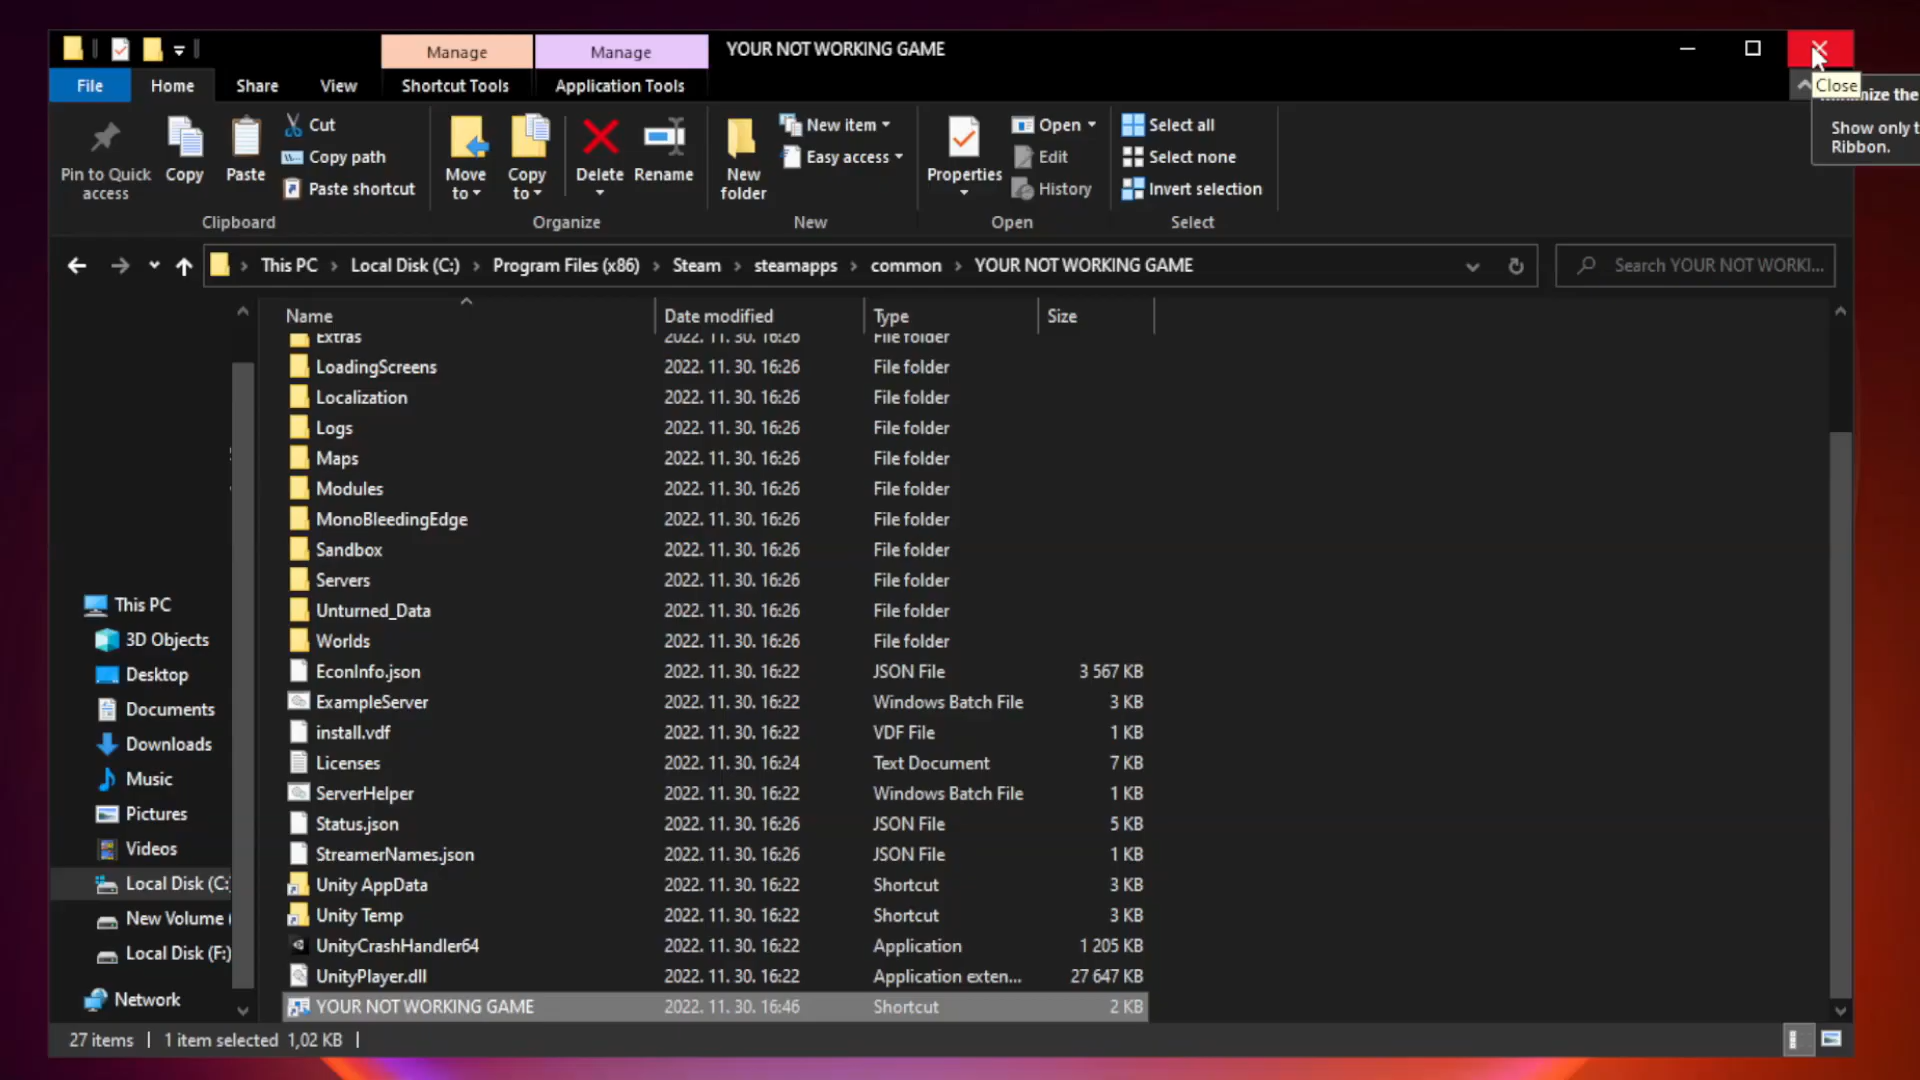 Manage
Manage
YOUR NOT WORKING GAME
File
Home
Share
View
Shortcut Tools
Application Tools
Close
the
Show only t
Ribbon.
Pin to Quick
access
Copy
Paste
Cut
Copy path
Paste shortcut
Clipboard
Move
to
Copy
to
Delete
Rename
Organize
New
folder
New item
Easy access
New
Properties
Open
Edit
History
Open
Select all
Select none
Invert selection
Select
This PC > Local Disk (C:) > Program Files (x86) > Steam > steamapps > common > YOUR NOT WORKING GAME
Search YOUR NOT WORKI...
Name Date modified Type Size
Extras 2022. 11. 30. 16:26 File folder
LoadingScreens 2022. 11. 30. 16:26 File folder
Localization 2022. 11. 30. 16:26 File folder
Logs 2022. 11. 30. 16:26 File folder
Maps 2022. 11. 30. 16:26 File folder
Modules 2022. 11. 30. 16:26 File folder
MonoBleedingEdge 2022. 11. 30. 16:26 File folder
Sandbox 2022. 11. 30. 16:26 File folder
Servers 2022. 11. 30. 16:26 File folder
Unturned_Data 2022. 11. 30. 16:26 File folder
Worlds 2022. 11. 30. 16:26 File folder
EconInfo.json 2022. 11. 30. 16:22 JSON File 3 567 KB
ExampleServer 2022. 11. 30. 16:22 Windows Batch File 3 KB
install.vdf 2022. 11. 30. 16:22 VDF File 1 KB
Licenses 2022. 11. 30. 16:24 Text Document 7 KB
ServerHelper 2022. 11. 30. 16:22 Windows Batch File 1 KB
Status.json 2022. 11. 30. 16:26 JSON File 5 KB
StreamerNames.json 2022. 11. 30. 16:26 JSON File 1 KB
Unity AppData 2022. 11. 30. 16:22 Shortcut 3 KB
Unity Temp 2022. 11. 30. 16:22 Shortcut 3 KB
UnityCrashHandler64 2022. 11. 30. 16:22 Application 1 205 KB
UnityPlayer.dll 2022. 11. 30. 16:22 Application exten... 27 647 KB
YOUR NOT WORKING GAME 2022. 11. 30. 16:46 Shortcut 2 KB
This PC
3D Objects
Desktop
Documents
Downloads
Music
Pictures
Videos
Local Disk (C:
New Volume (
Local Disk (F:)
Network
27 items
1 item selected 1,02 KB